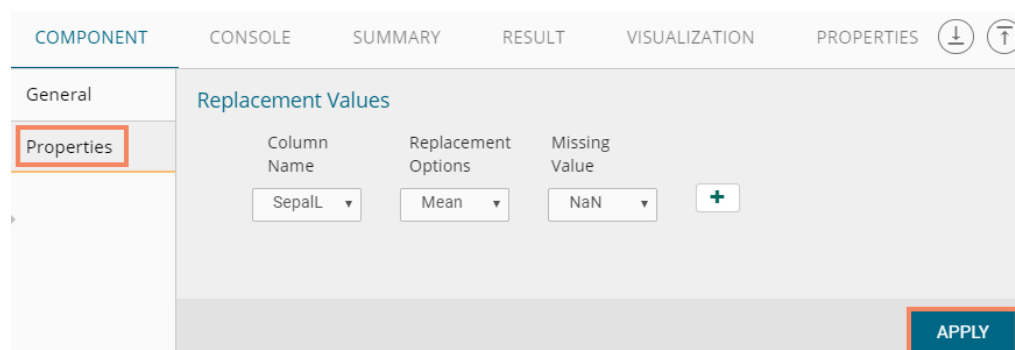 COMPONENT CONSOLE SUMMARY RESULT VISUALIZATION PROPERTIES
General
Replacement Values
Properties
Column Name
Replacement Options
Missing Value
SepalL Mean NaN
APPLY